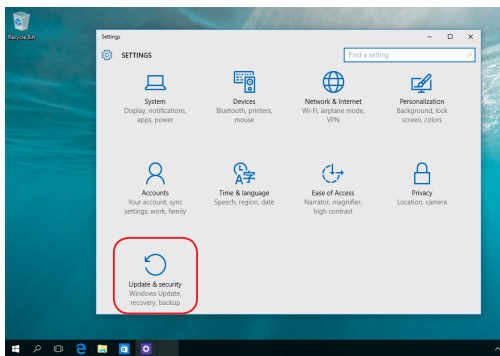 Recycle Bin
Settings
SETTINGS
Find a setting
System
Display, notifications,
apps, power
Devices
Bluetooth, printers,
mouse
Network & Internet
Wi-Fi, airplane mode,
VPN
Personalization
Background, lock
screen, colors
Accounts
Your account, sync
settings, work, family
Time & language
Speech, region, date
Ease of Access
Narrator, magnifier,
high contrast
Privacy
Location, camera
Update & security
Windows Update,
recovery, backup